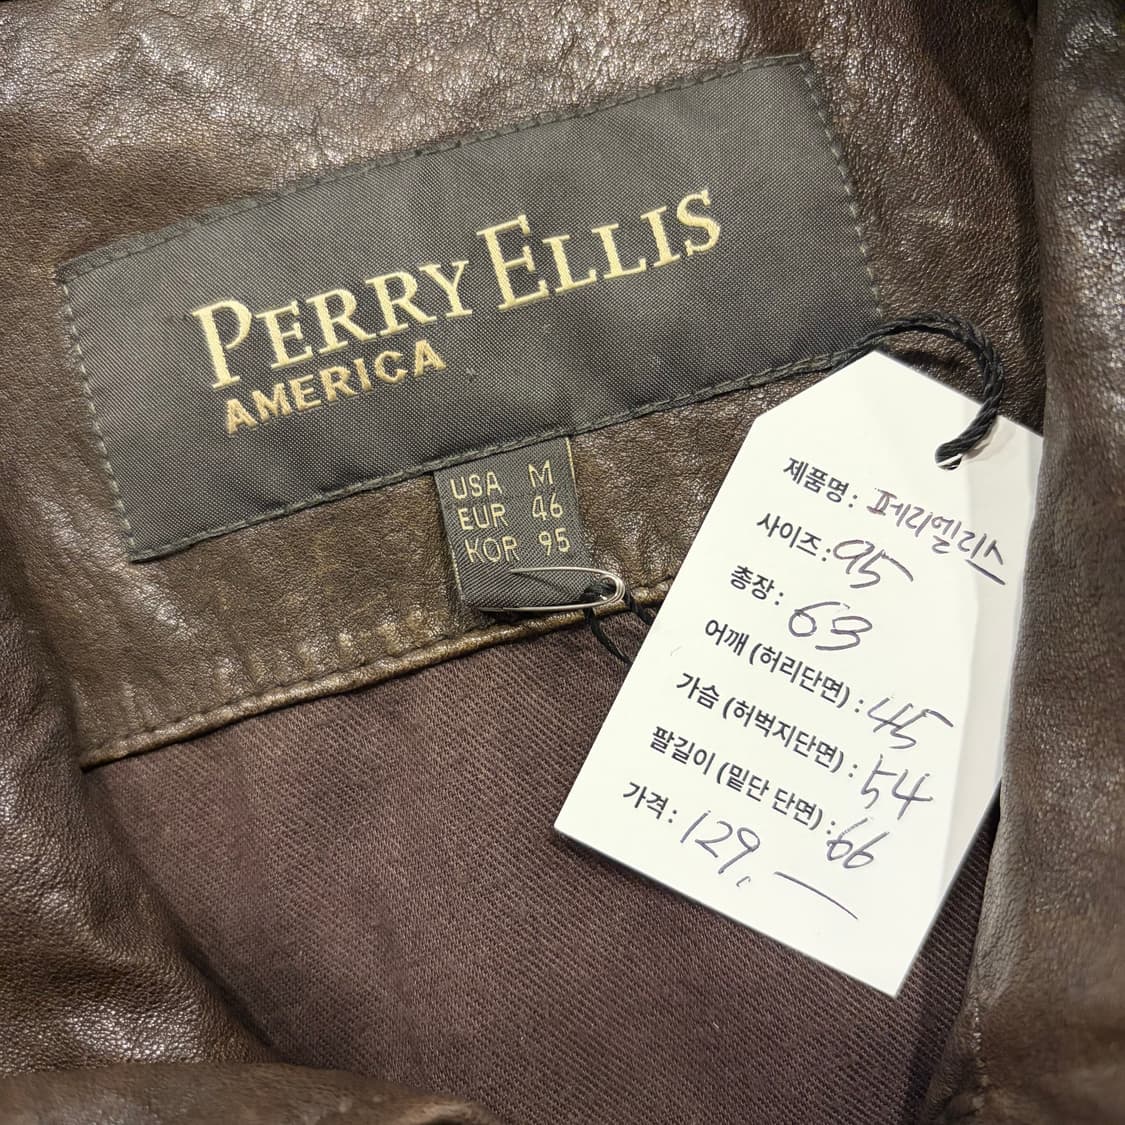 PERRY ELLIS
AMERICA
USA M
EUR 46
KOR 95
제품명 : 페리엘리스
사이즈 : 95
총장 : 63
어깨 (허리단면) : 45
가슴 (허벅지단면) : 54
팔길이 (밑단 단면) : 66
가격 : 129,—